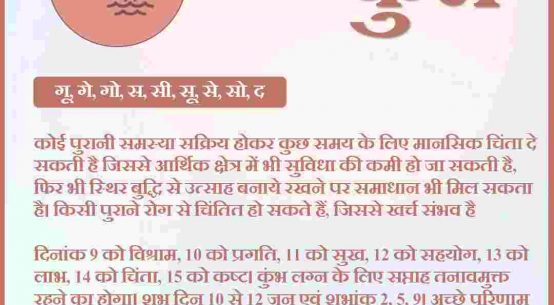 कुंभ
गू, गे, गो, स, सी, सू, से, सो, द
कोई पुरानी समस्या सक्रिय होकर कुछ समय के लिए मानसिक चिंता दे
सकती है जिससे आर्थिक क्षेत्र में भी सुविधा की कमी हो जा सकती है,
फिर भी स्थिर बुद्धि से उत्साह बनाये रखने पर समाधान भी मिल सकता
है। किसी पुराने रोग से चिंतित हो सकते हैं, जिससे खर्च संभव है
दिनांक 9 को विश्राम, 10 को प्रगति, 11 को सुख, 12 को सहयोग, 13 को
लाभ, 14 को चिंता, 15 को कष्ट। कुंभ लग्न के लिए सप्ताह तनावमुक्त
रहने का होगा। शुभ दिन 10 से 12 जून एवं शुभांक 2, 5, 9। अच्छे परिणाम